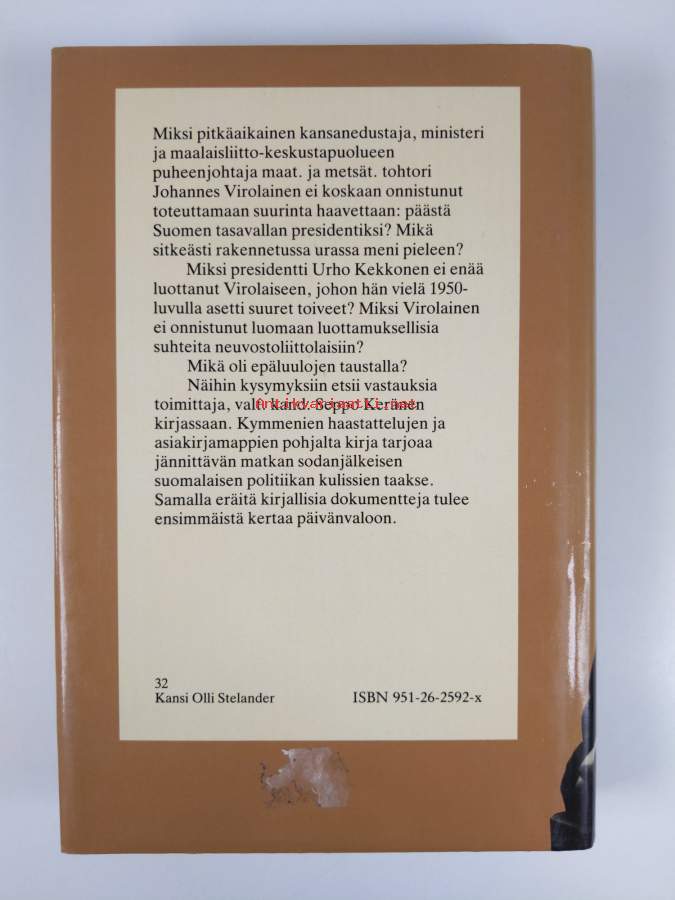 Miksi pitkäaikainen kansanedustaja, ministeri
ja maalaisliitto-keskustapuolueen
puheenjohtaja maat. ja metsät. tohtori
Johannes Virolainen ei koskaan onnistunut
toteuttamaan suurinta haavettaan: päästä
Suomen tasavallan presidentiksi? Mikä
sitkeästi rakennetussa urassa meni pieleen?
Miksi presidentti Urho Kekkonen ei enää
luottanut Virolaiseen, johon hän vielä 1950-
luvulla asetti suuret toiveet? Miksi Virolainen
ei onnistunut luomaan luottamuksellisia
suhteita neuvostoliittolaisiin?
Mikä oli epäluulojen taustalla?
Näihin kysymyksiin etsii vastauksia
toimittaja, valt. kand. Seppo Keränen
kirjassaan. Kymmenien haastattelujen ja
asiakirjamappien pohjalta kirja tarjoaa
jännittävän matkan sodanjälkeisen
suomalaisen politiikan kulissien taakse.
Samalla eräitä kirjallisia dokumentteja tulee
ensimmäistä kertaa päivänvaloon.
Antikvariaatti.net
32
Kansi Olli Stelander ISBN 951-26-2592-x